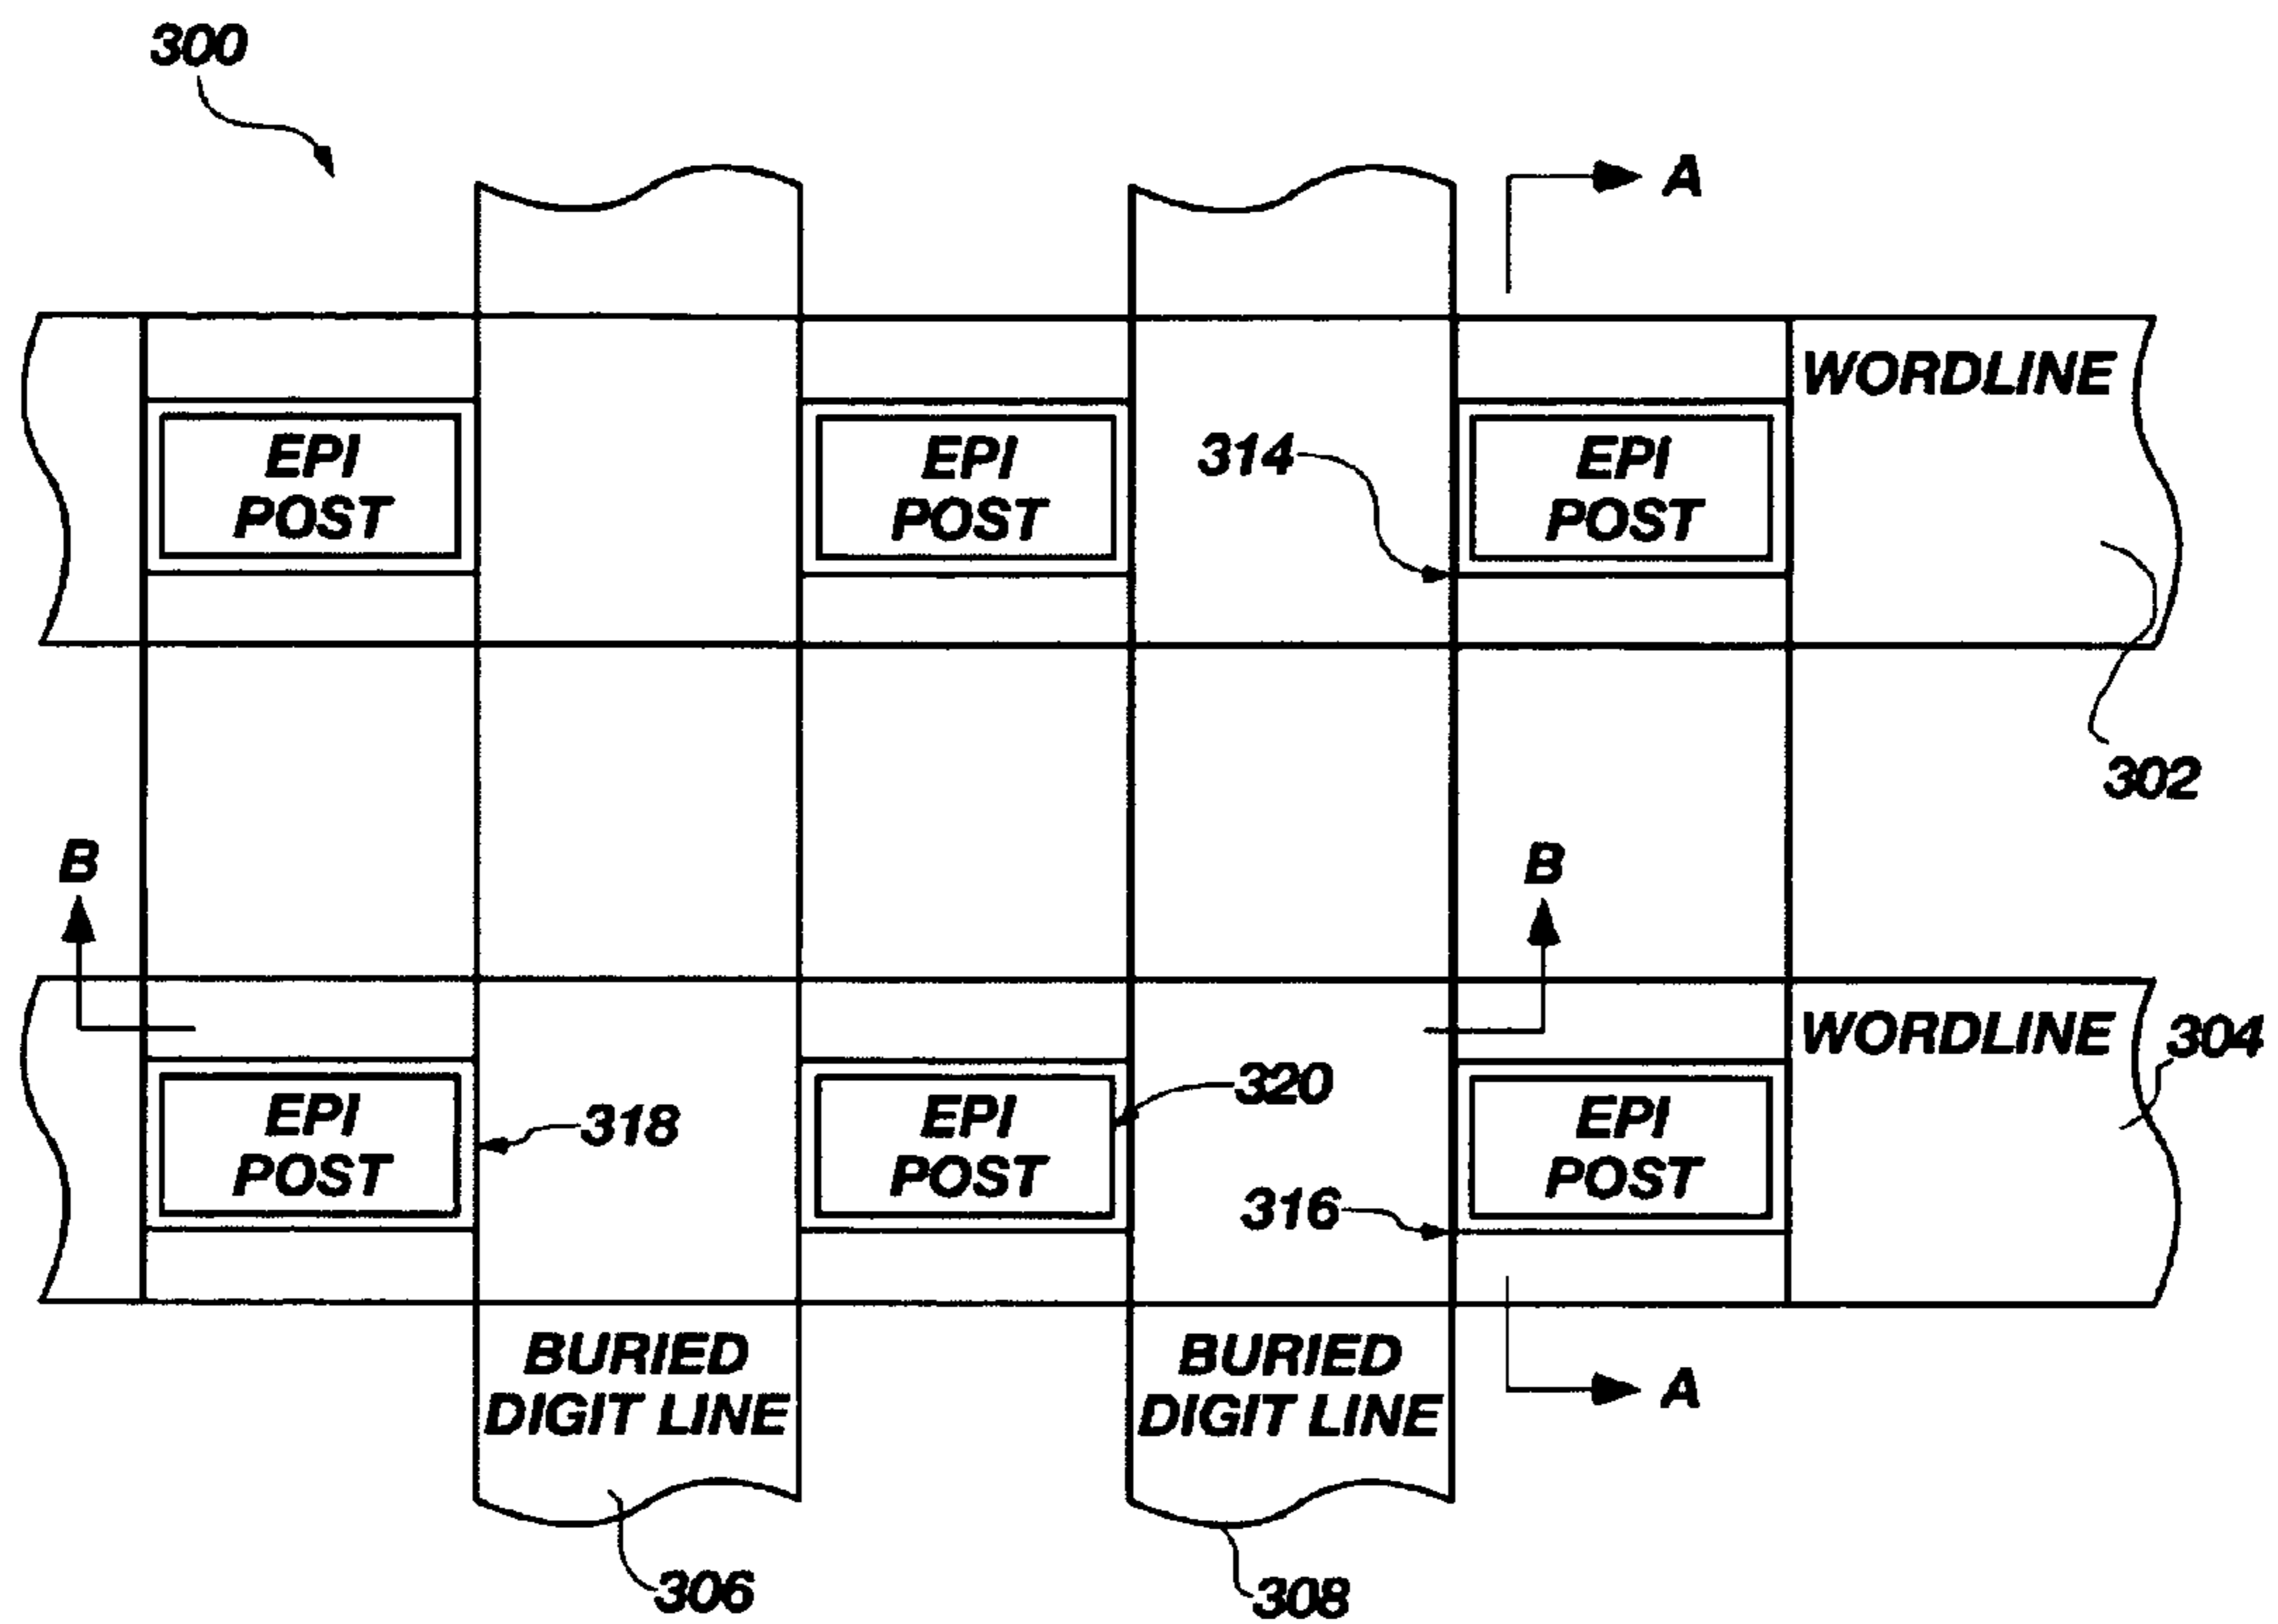 300
A
WORDLINE
EPI
POST
EPI
POST
314
EPI
POST
302
B
B
WORDLINE
304
EPI
POST
318
EPI
POST
320
316
EPI
POST
BURIED
DIGIT LINE
BURIED
DIGIT LINE
A
306
308